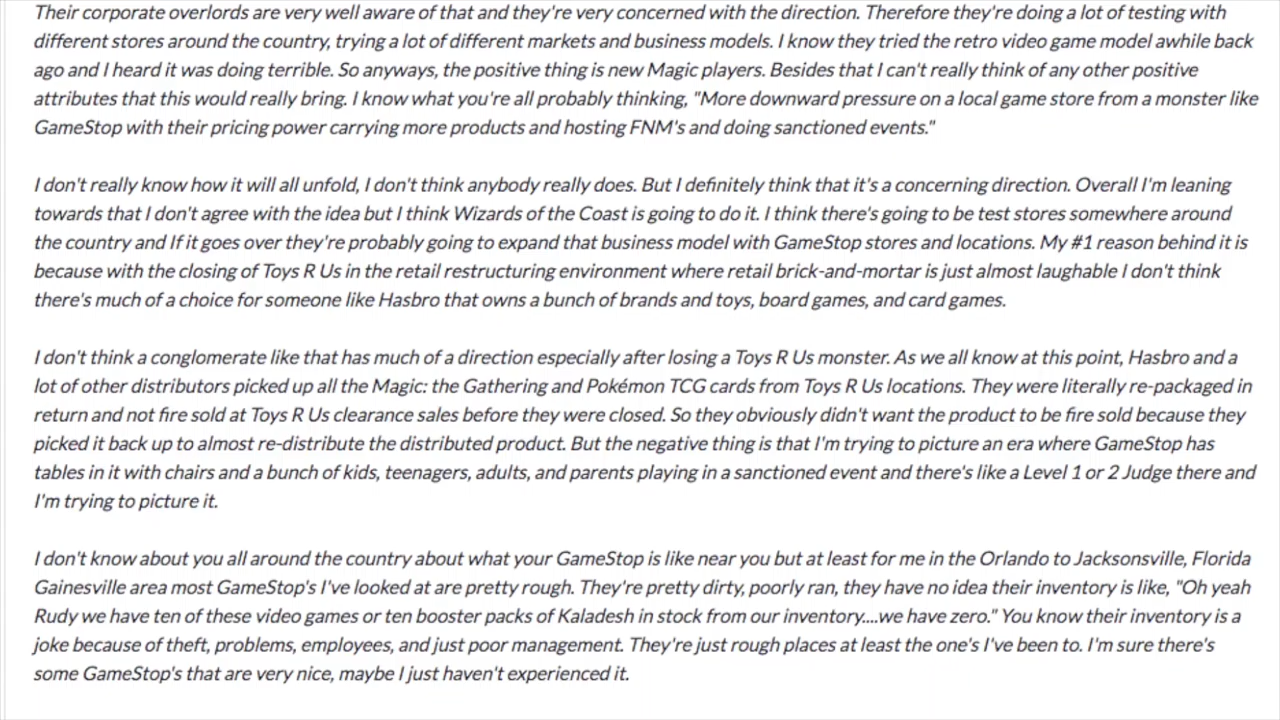 Their corporate overlords are very well aware of that and they're very concerned with the direction. Therefore they're doing a lot of testing with
different stores around the country, trying a lot of different markets and business models. I know they tried the retro video game model awhile back
ago and I heard it was doing terrible. So anyways, the positive thing is new Magic players. Besides that I can't really think of any other positive
attributes that this would really bring. I know what you're all probably thinking, "More downward pressure on a local game store from a monster like
GameStop with their pricing power carrying more products and hosting FNM's and doing sanctioned events."
I don't really know how it will all unfold, I don't think anybody really does. But I definitely think that it's a concerning direction. Overall I'm leaning
towards that I don't agree with the idea but I think Wizards of the Coast is going to do it. I think there's going to be test stores somewhere around
the country and If it goes over they're probably going to expand that business model with GameStop stores and locations. My #1 reason behind it is
because with the closing of Toys R Us in the retail restructuring environment where retail brick-and-mortar is just almost laughable I don't think
there's much of a choice for someone like Hasbro that owns a bunch of brands and toys, board games, and card games.
I don't think a conglomerate like that has much of a direction especially after losing a Toys R Us monster. As we all know at this point, Hasbro and a
lot of other distributors picked up all the Magic: the Gathering and Pokémon TCG cards from Toys R Us locations. They were literally re-packaged in
return and not fire sold at Toys R Us clearance sales before they were closed. So they obviously didn't want the product to be fire sold because they
picked it back up to almost re-distribute the distributed product. But the negative thing is that I'm trying to picture an era where GameStop has
tables in it with chairs and a bunch of kids, teenagers, adults, and parents playing in a sanctioned event and there's like a Level 1 or 2 Judge there and
I'm trying to picture it.
I don't know about you all around the country about what your GameStop is like near you but at least for me in the Orlando to Jacksonville, Florida
Gainesville area most GameStop's I've looked at are pretty rough. They're pretty dirty, poorly ran, they have no idea their inventory is like, "Oh yeah
Rudy we have ten of these video games or ten booster packs of Kaladesh in stock from our inventory....we have zero." You know their inventory is a
joke because of theft, problems, employees, and just poor management. They're just rough places at least the one's I've been to. I'm sure there's
some GameStop's that are very nice, maybe I just haven't experienced it.